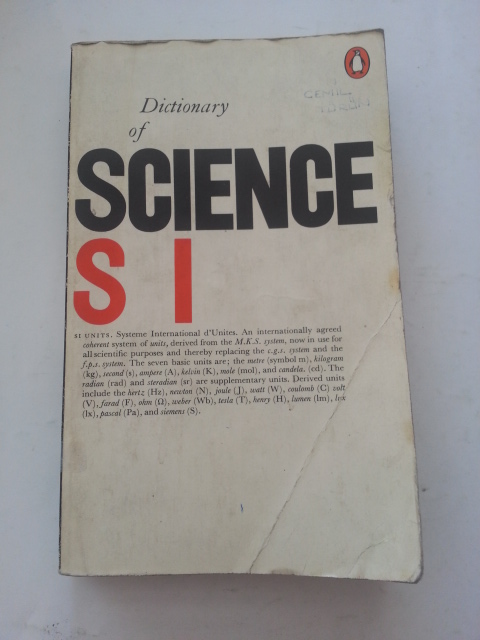 CEMİL
Dictionary
of
SCIENCE
S I
SI UNITS. Systeme International d'Unites. An internationally agreed
coherent system of units, derived from the M.K.S. system, now in use for
all scientific purposes and thereby replacing the c.g.s. system and the
f.p.s. system. The seven basic units are; the metre (symbol m), kilogram
(kg), second (s), ampere (A), kelvin (K), mole (mol), and candela. (cd). The
radian (rad) and steradian (sr) are supplementary units. Derived units
include the hertz (Hz), newton (N), joule (J), watt (W), coulomb (C) volt
(V), farad (F), ohm (Ω), weber (Wb), tesla (T), henry (H), lumen (lm), lux
(lx), pascal (Pa), and siemens (S).